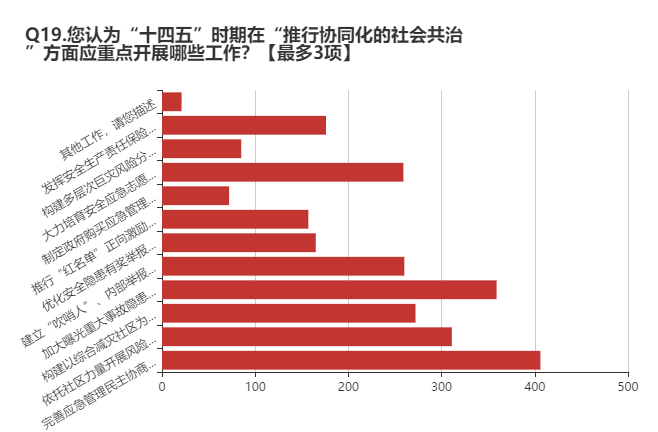 Q19.您认为“十四五”时期在“推行协同化的社会共治
”方面应重点开展哪些工作？【最多3项】
其他工作，请您描述
发挥安全生产责任保险...
构建多层次巨灾风险分...
大力培育安全应急志愿...
制定政府购买应急管理...
推行“红名单”正向激励...
优化安全隐患有奖举报...
建立“吹哨人”、内部举报...
加大曝光重大事故隐患...
构建以综合减灾社区为...
依托社区力量开展风险...
完善应急管理民主协商...
0 100 200 300 400 500